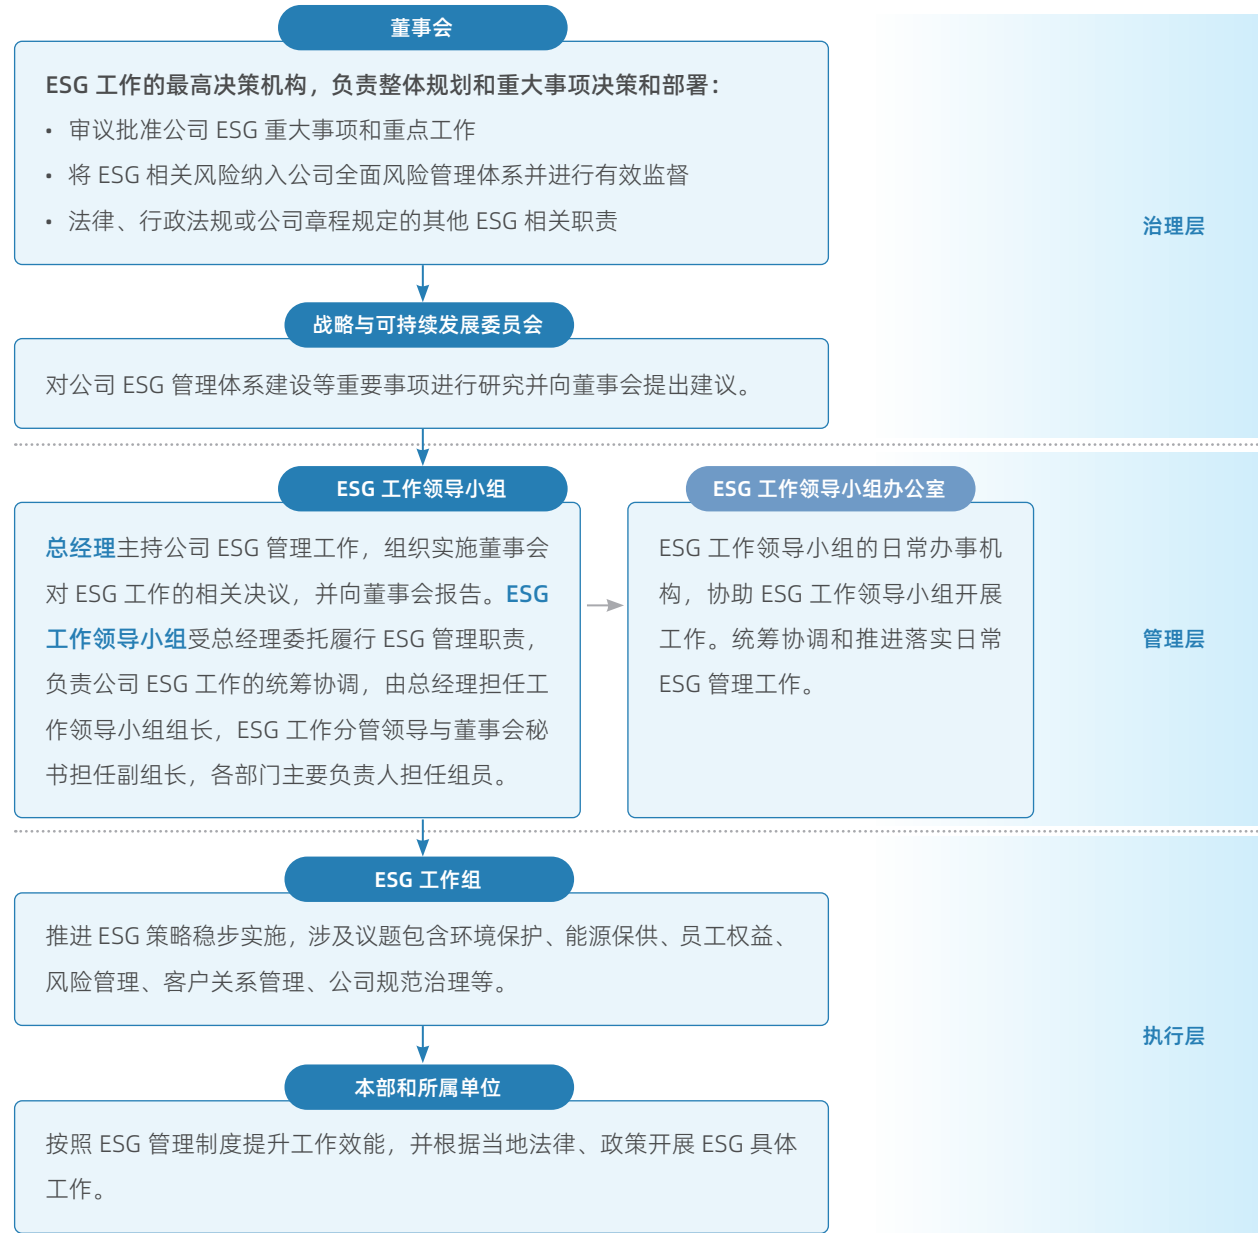 董事会
ESG 工作的最高决策机构，负责整体规划和重大事项决策和部署：
• 审议批准公司 ESG 重大事项和重点工作
• 将 ESG 相关风险纳入公司全面风险管理体系并进行有效监督
• 法律、行政法规或公司章程规定的其他 ESG 相关职责
治理层
战略与可持续发展委员会
对公司 ESG 管理体系建设等重要事项进行研究并向董事会提出建议。
ESG 工作领导小组
总经理主持公司 ESG 管理工作，组织实施董事会
对 ESG 工作的相关决议，并向董事会报告。ESG
工作领导小组受总经理委托履行 ESG 管理职责，
负责公司 ESG 工作的统筹协调，由总经理担任工
作领导小组组长，ESG 工作分管领导与董事会秘
书担任副组长，各部门主要负责人担任组员。
ESG 工作领导小组办公室
ESG 工作领导小组的日常办事机
构，协助 ESG 工作领导小组开展
工作。统筹协调和推进落实日常
ESG 管理工作。
管理层
ESG 工作组
推进 ESG 策略稳步实施，涉及议题包含环境保护、能源保供、员工权益、
风险管理、客户关系管理、公司规范治理等。
执行层
本部和所属单位
按照 ESG 管理制度提升工作效能，并根据当地法律、政策开展 ESG 具体
工作。